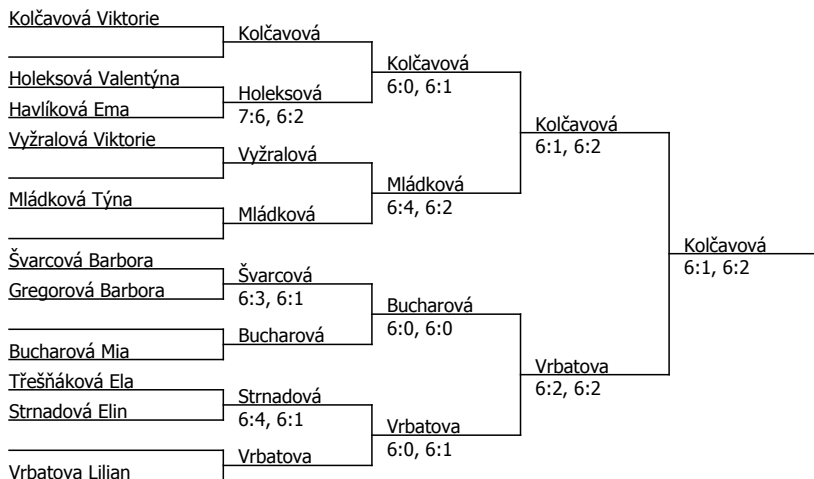 Kolčavová Viktorie
Kolčavová
Kolčavová
6:0, 6:1
Holeksová Valentýna
Holeksová
7:6, 6:2
Havlíková Ema
Kolčavová
6:1, 6:2
Vyžralová Viktorie
Vyžralová
Mládková
6:4, 6:2
Mládková Týna
Mládková
Kolčavová
6:1, 6:2
Švarcová Barbora
Švarcová
6:3, 6:1
Gregorová Barbora
Bucharová
6:0, 6:0
Bucharová
Bucharová Mia
Vrbatova
6:2, 6:2
Třešňáková Ela
Strnadová
6:4, 6:1
Strnadová Elin
Vrbatova
6:0, 6:1
Vrbatova
Vrbatova Lilian